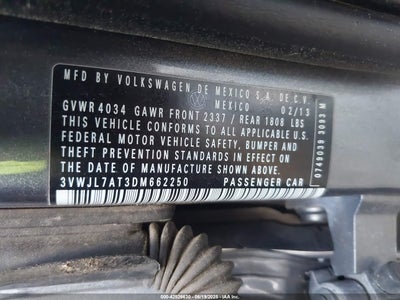 MFD BY VOLKSWAGEN DE MEXICO S.A. DE C.V.
MEXICO 02/13
GVWR 4034 GAWR FRONT 2337 / REAR 1808 LBS
THIS VEHICLE CONFORMS TO ALL APPLICABLE
FEDERAL MOTOR VEHICLE SAFETY, BUMPER AND
THEFT PREVENTION STANDARDS IN EFFECT ON
THE DATE OF MANUFACTURE SHOWN ABOVE
3VWJL7AT3DM662250 PASSENGER CAR
0749039 3093 M